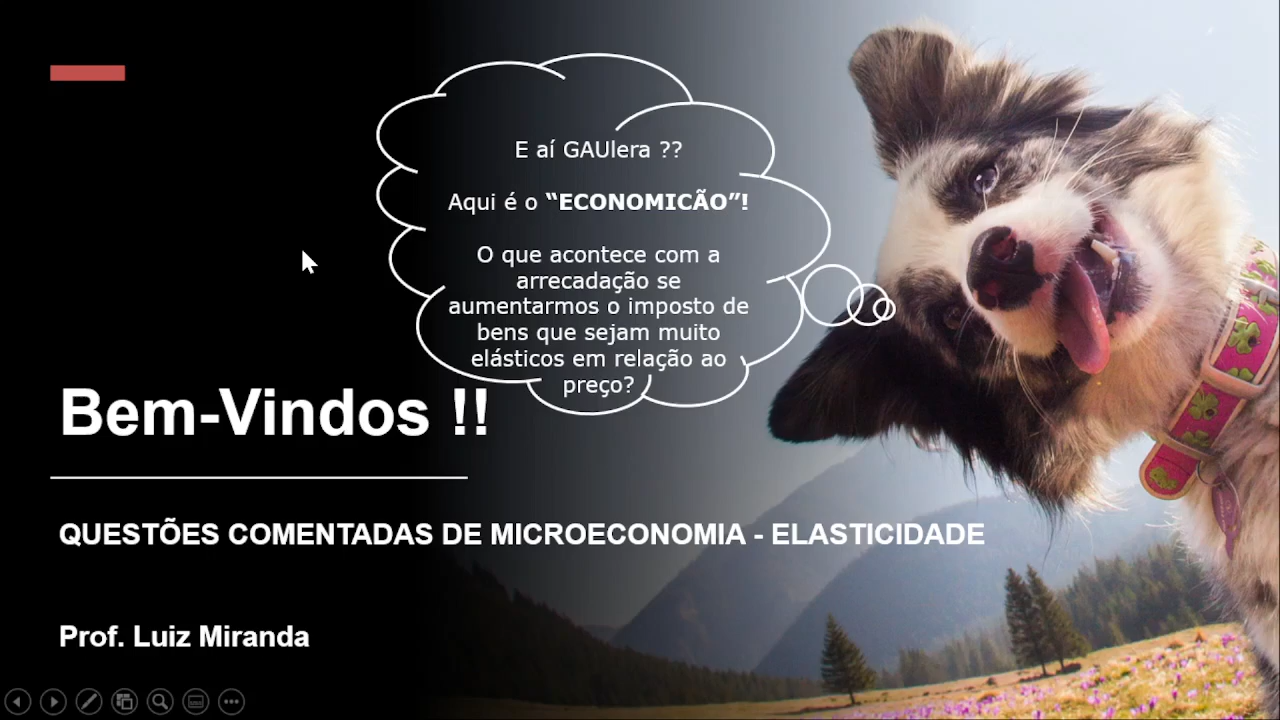 E aí GAUlera ??
Aqui é o “ECONOMICÃO”!
O que acontece com a
arrecadação se
aumentarmos o imposto de
bens que sejam muito
elásticos em relação ao
preço?
Bem-Vindos !!
QUESTÕES COMENTADAS DE MICROECONOMIA - ELASTICIDADE
Prof. Luiz Miranda